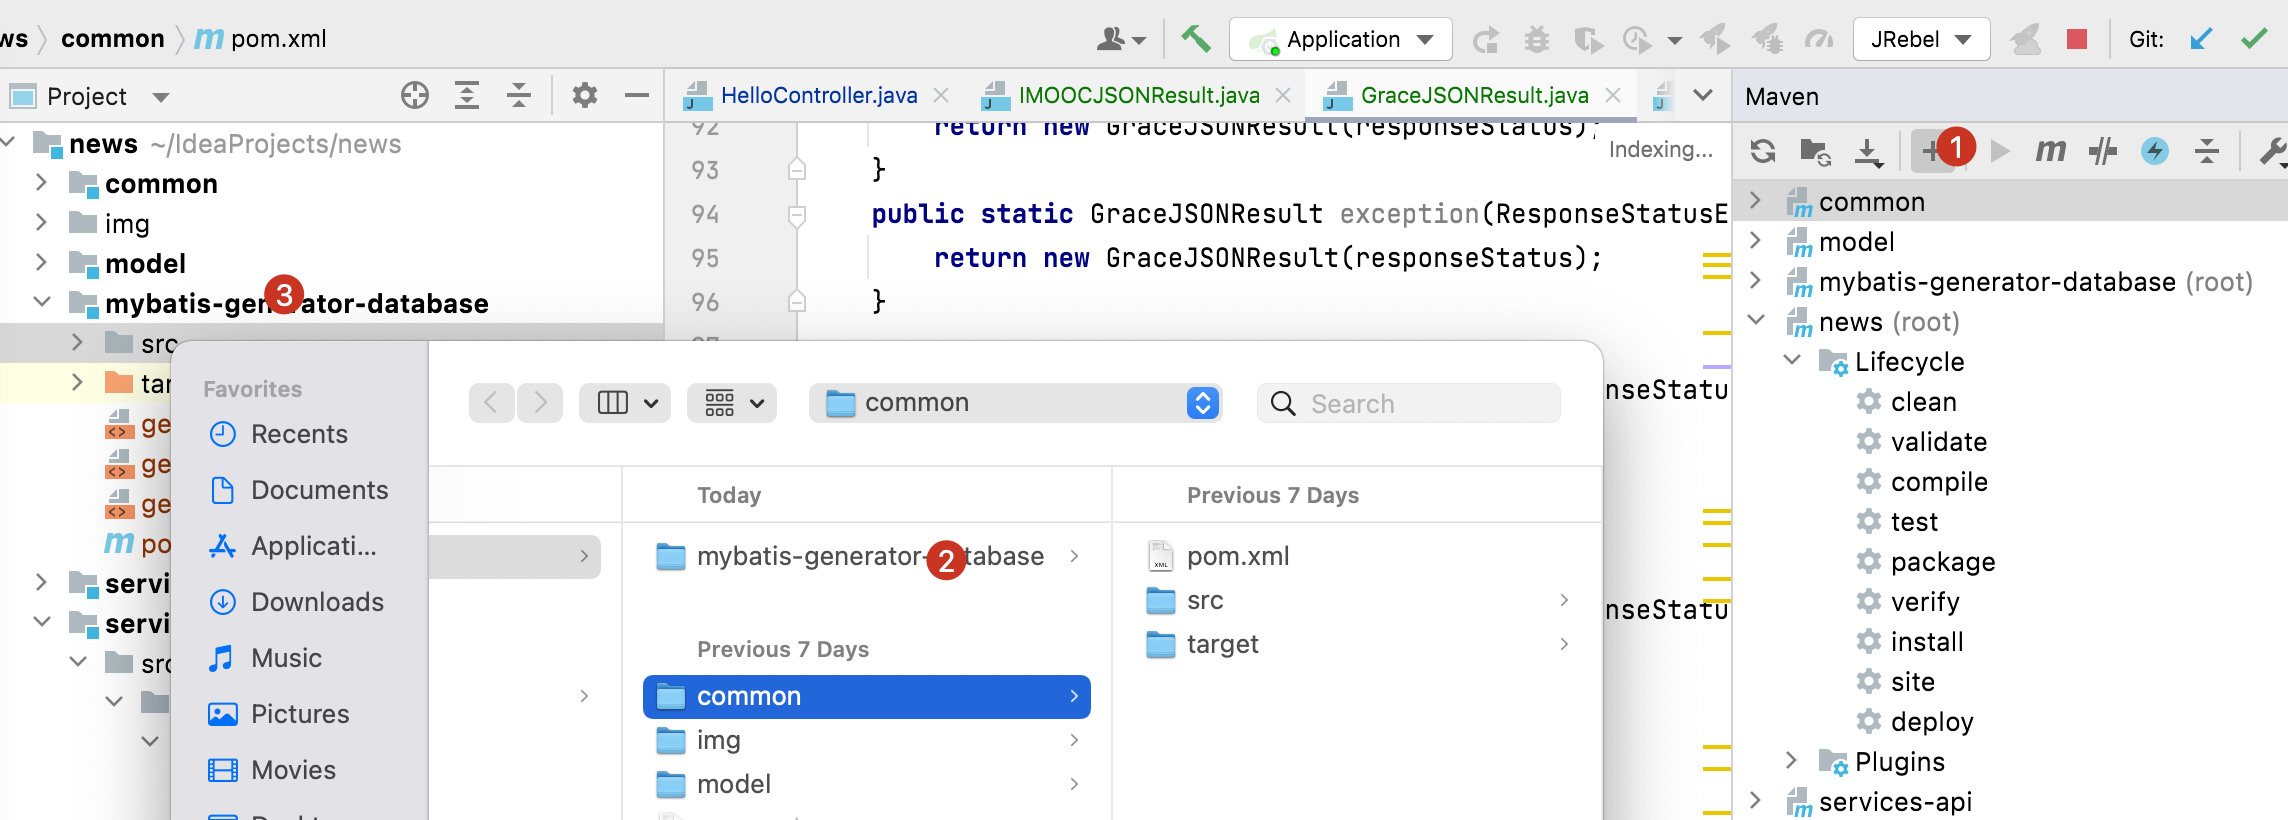 ws
common
pom.xml
Application
JRebel
Git:
Project
HelloController.java
IMOOCJSONResult.java
GraceJSONResult.java
Maven
news ~/IdeaProjects/news
common
img
model
mybatis-generator-database
3
src
tar
ge
ge
ge
po
servi
servi
src
92
return new GraceJSONResult(responseStatus);
Indexing...
93
}
94
public static GraceJSONResult exception(ResponseStatusE
95
return new GraceJSONResult(responseStatus);
96
}
97
nseStatu
nseStatu
1
common
model
mybatis-generator-database (root)
news (root)
Lifecycle
clean
validate
compile
test
package
verify
install
site
deploy
Plugins
services-api
Favorites
Recents
Documents
Applicati...
Downloads
Music
Pictures
Movies
common
Search
Today
mybatis-generator-database
2
Previous 7 Days
common
img
model
Previous 7 Days
pom.xml
XML
src
target